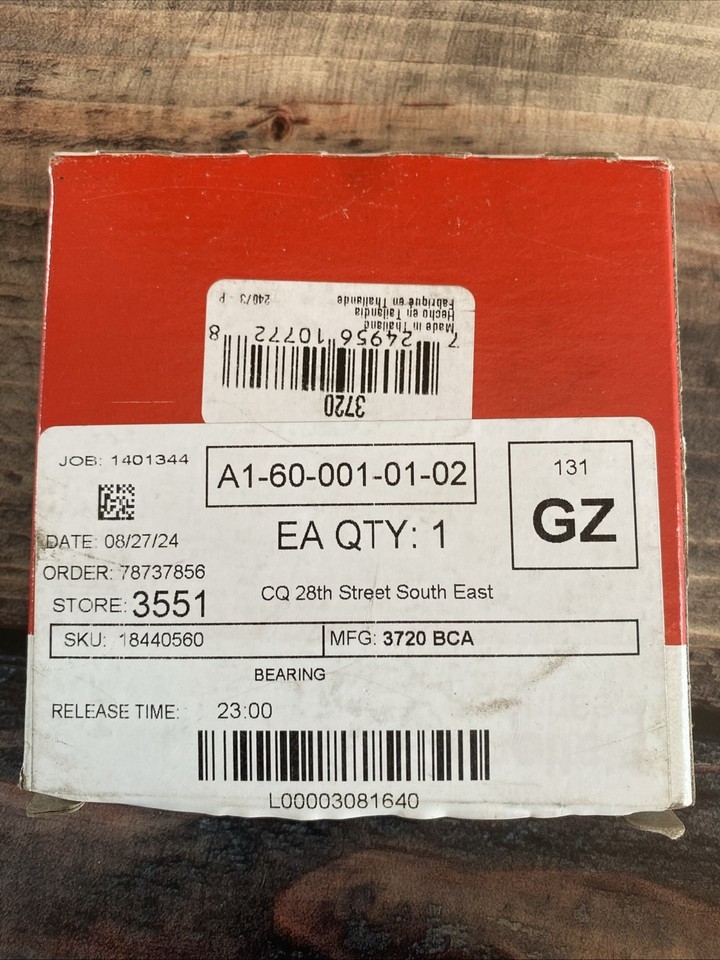 3720
7 24956 10772 8
Made in Thailand
Hecho en Tailandia
Fabriqué en Thaïlande
240/3 P
JOB: 1401344
A1-60-001-01-02
131
GZ
DATE: 08/27/24
EA QTY: 1
ORDER: 78737856
CQ 28th Street South East
STORE: 3551
SKU: 18440560
MFG: 3720 BCA
BEARING
RELEASE TIME: 23:00
L00003081640